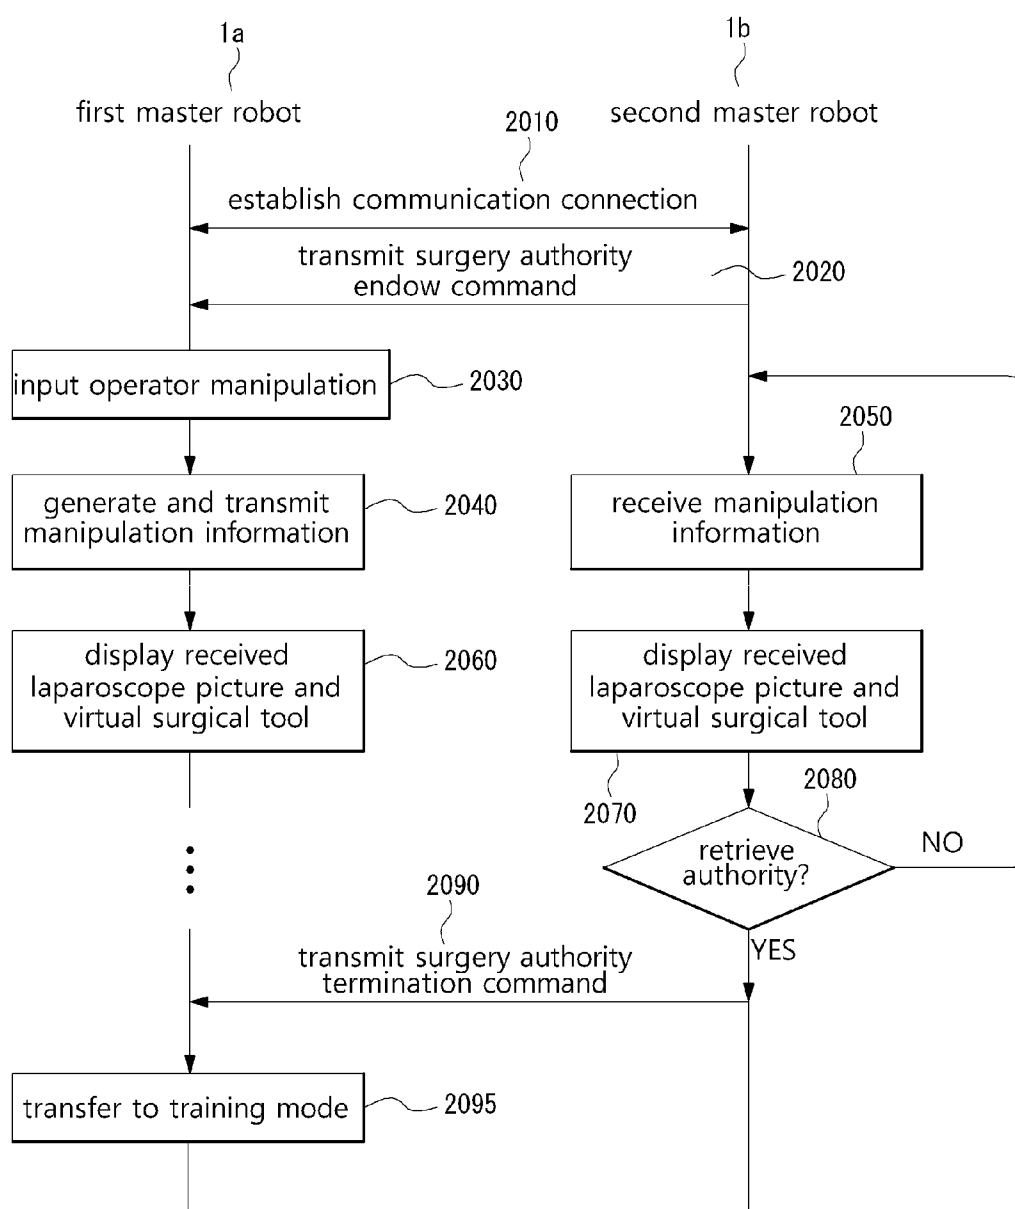 1a
1b
first master robot
second master robot
2010
establish communication connection
transmit surgery authority
endow command
2020
input operator manipulation
2030
2050
generate and transmit
manipulation information
2040
receive manipulation
information
display received
laparoscope picture and
virtual surgical tool
2060
display received
laparoscope picture and
virtual surgical tool
2070
2080
retrieve
authority?
NO
2090
YES
transmit surgery authority
termination command
transfer to training mode
2095